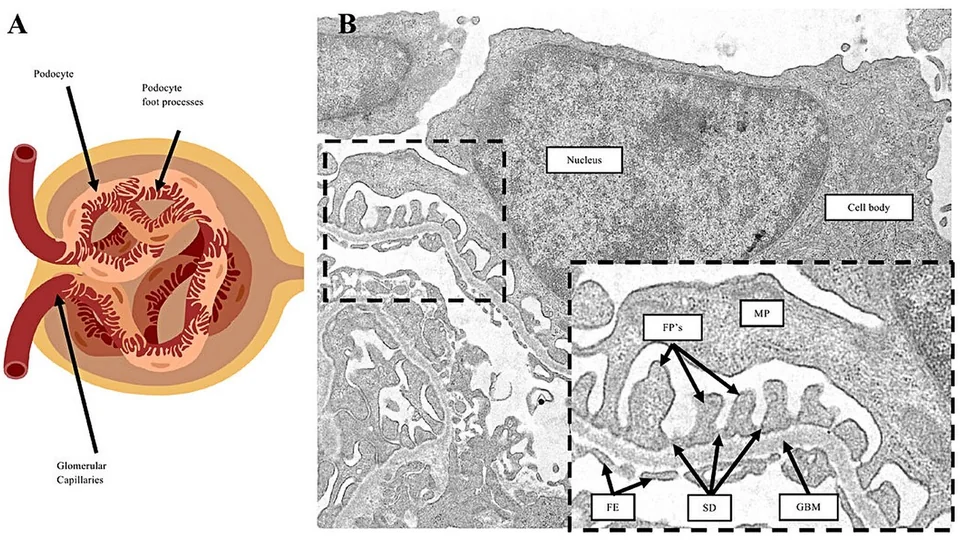 A
B
Podocyte
Podocyte
foot processes
Glomerular
Capillaries
Nucleus
Cell body
MP
FP's
FE
SD
GBM